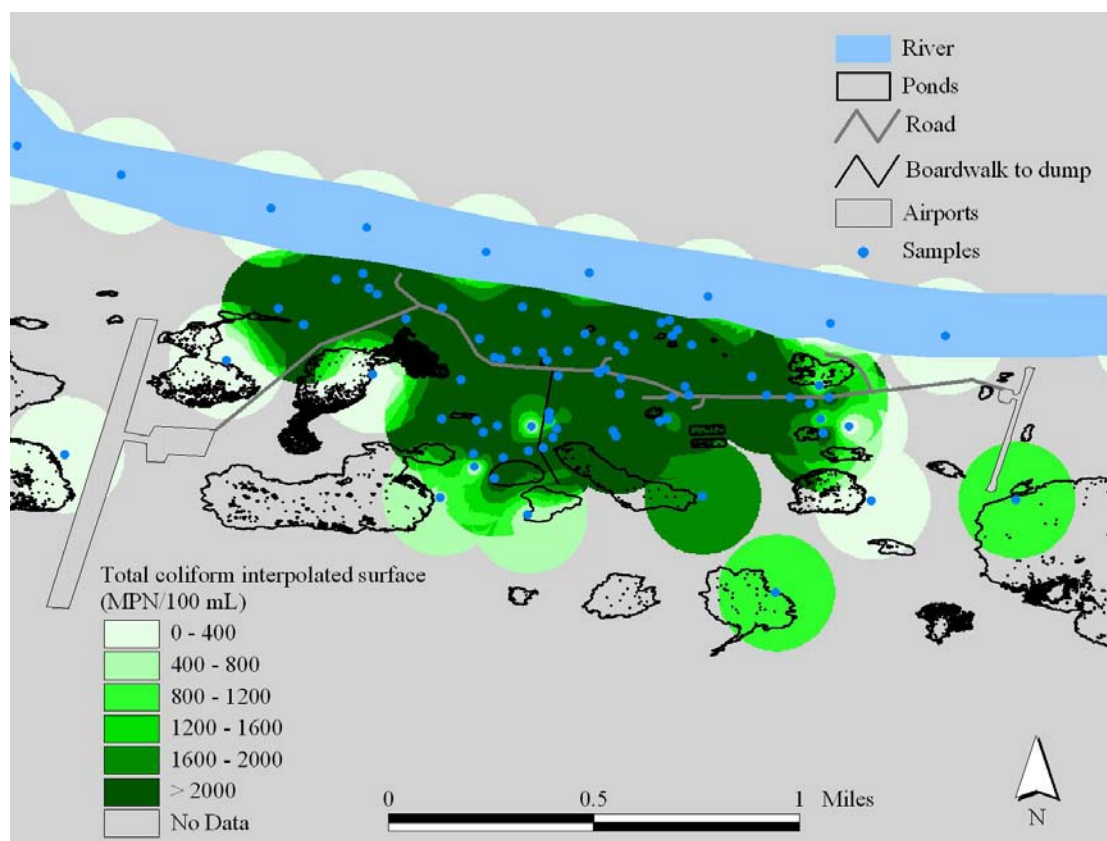 River
Ponds
Road
Boardwalk to dump
Airports
Samples
Total coliform interpolated surface
(MPN/100 mL)
0 - 400
400 - 800
800 - 1200
1200 - 1600
1600 - 2000
> 2000
No Data
0 0.5 1 Miles
N